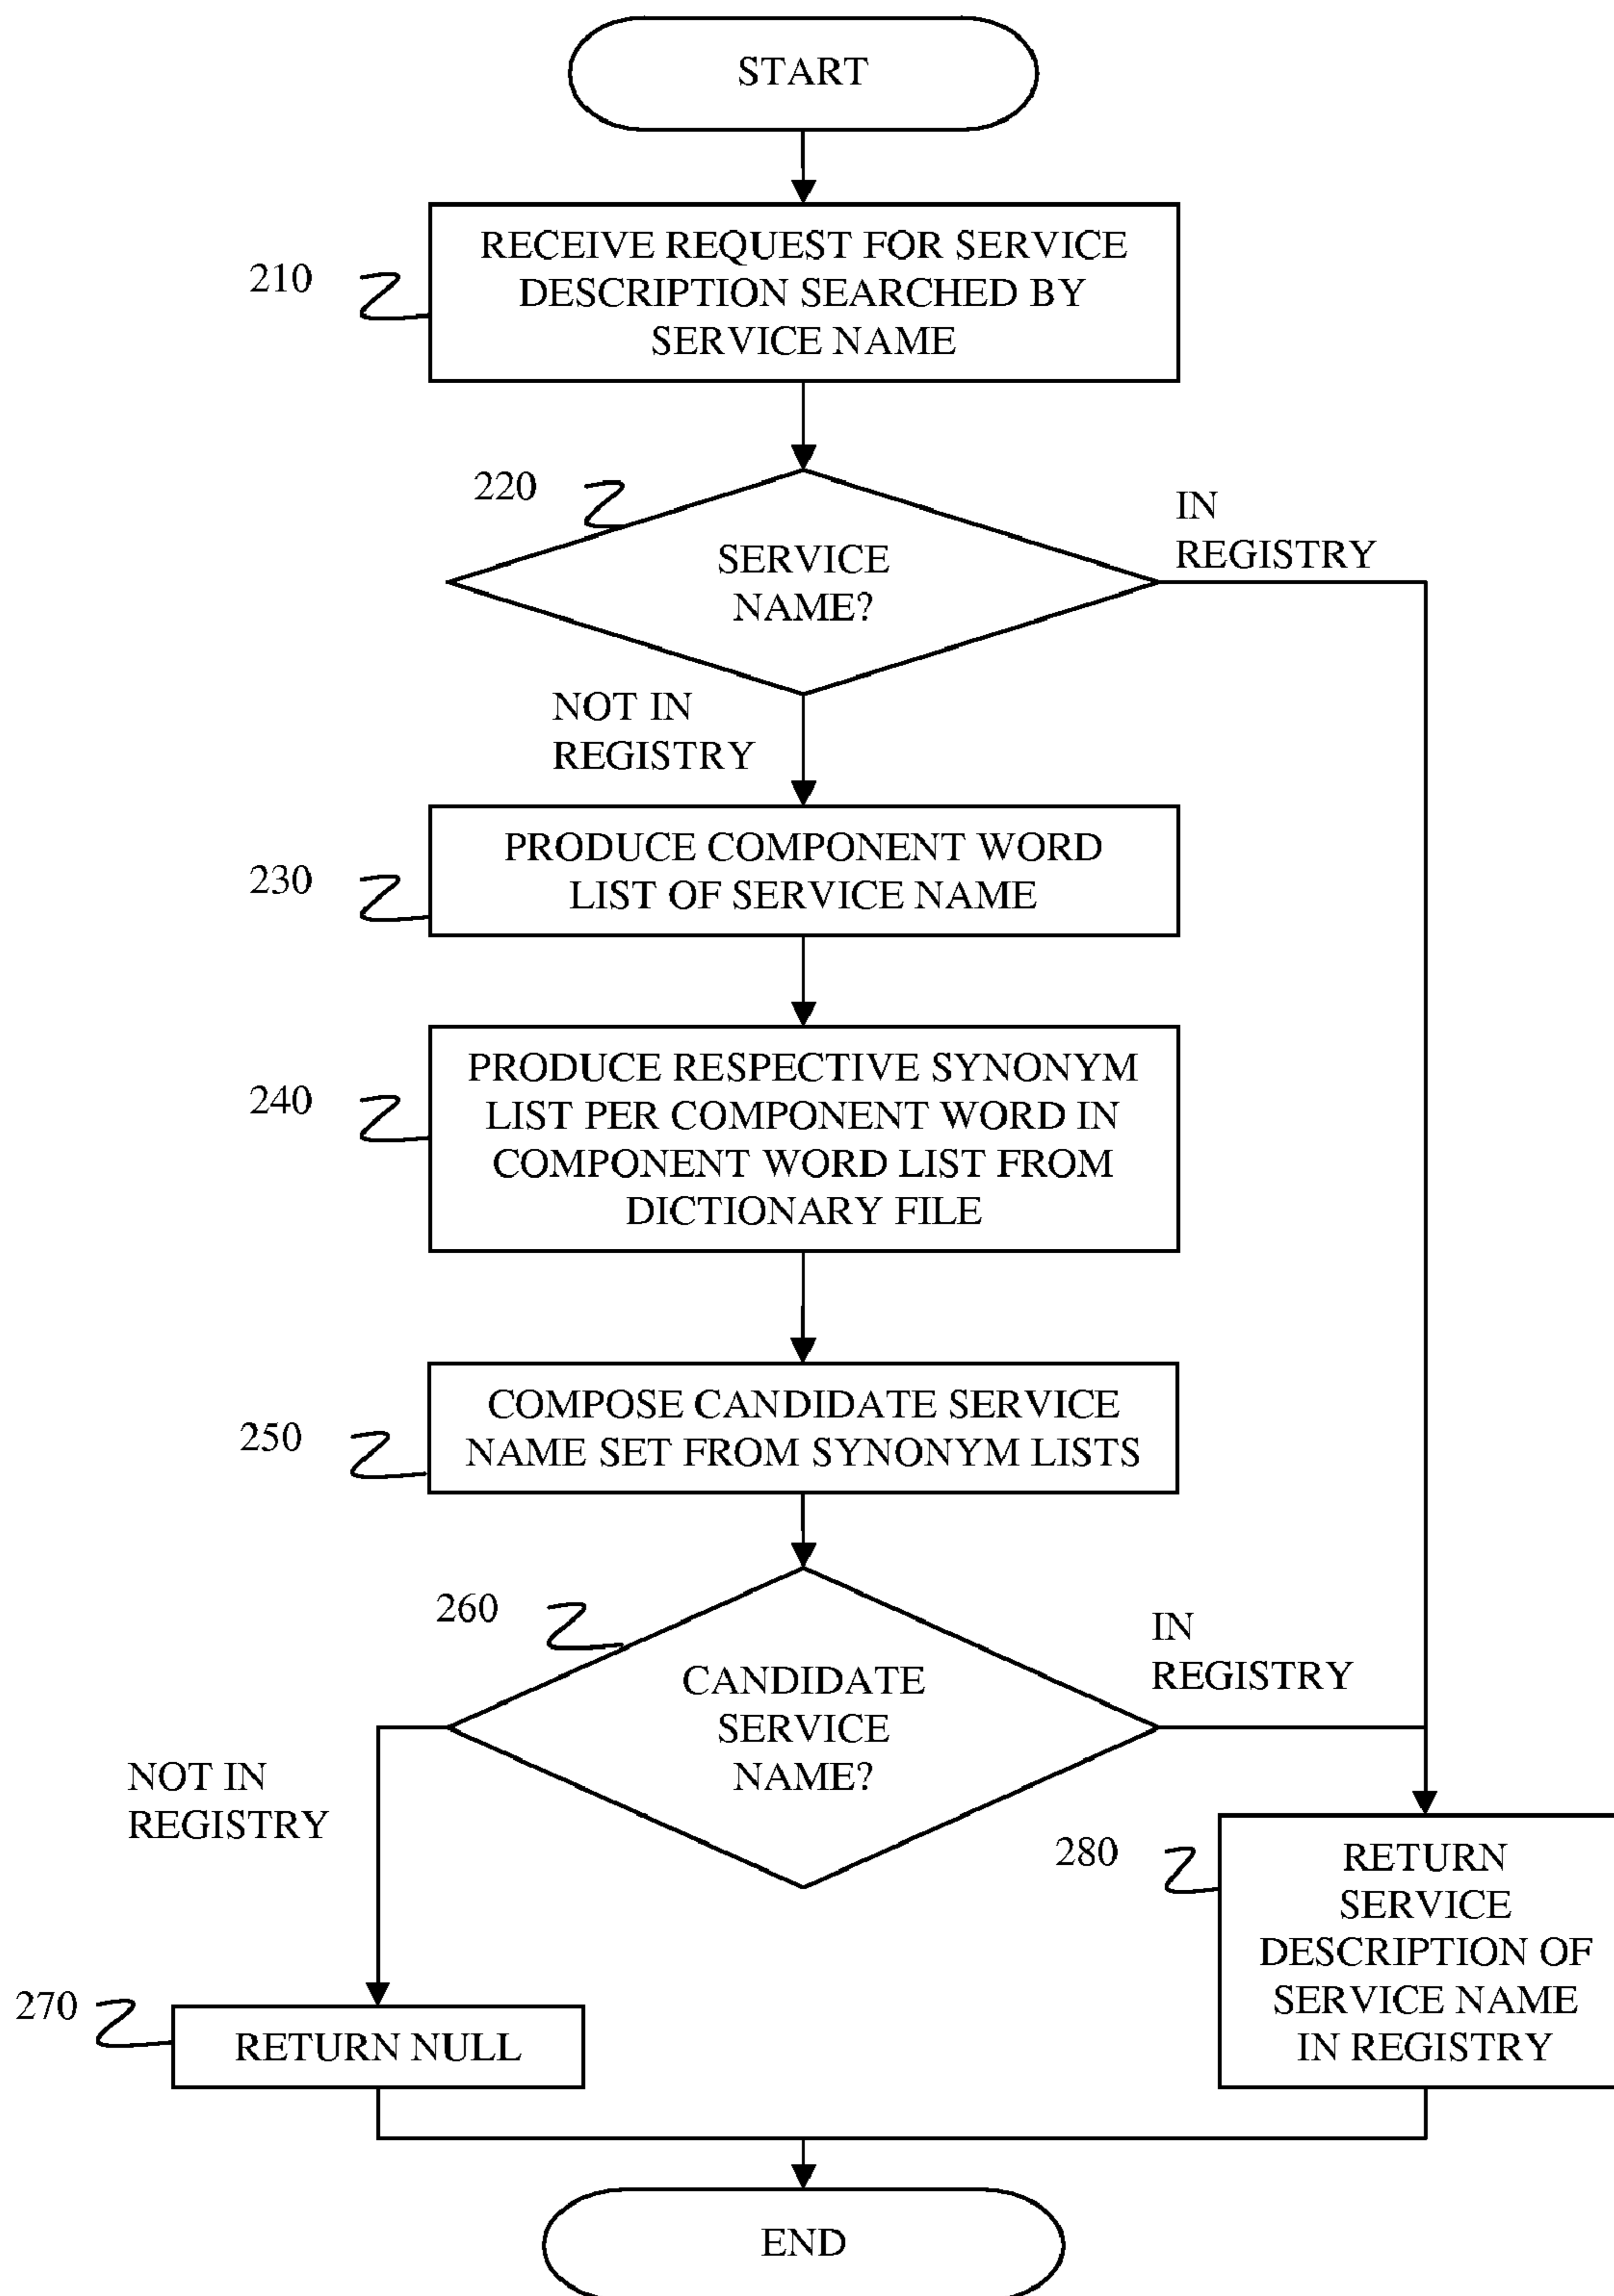 START
210
RECEIVE REQUEST FOR SERVICE
DESCRIPTION SEARCHED BY
SERVICE NAME
220
SERVICE
NAME?
IN
REGISTRY
NOT IN
REGISTRY
230
PRODUCE COMPONENT WORD
LIST OF SERVICE NAME
240
PRODUCE RESPECTIVE SYNONYM
LIST PER COMPONENT WORD IN
COMPONENT WORD LIST FROM
DICTIONARY FILE
250
COMPOSE CANDIDATE SERVICE
NAME SET FROM SYNONYM LISTS
260
CANDIDATE
SERVICE
NAME?
IN
REGISTRY
NOT IN
REGISTRY
280
RETURN
SERVICE
DESCRIPTION OF
SERVICE NAME
IN REGISTRY
270
RETURN NULL
END